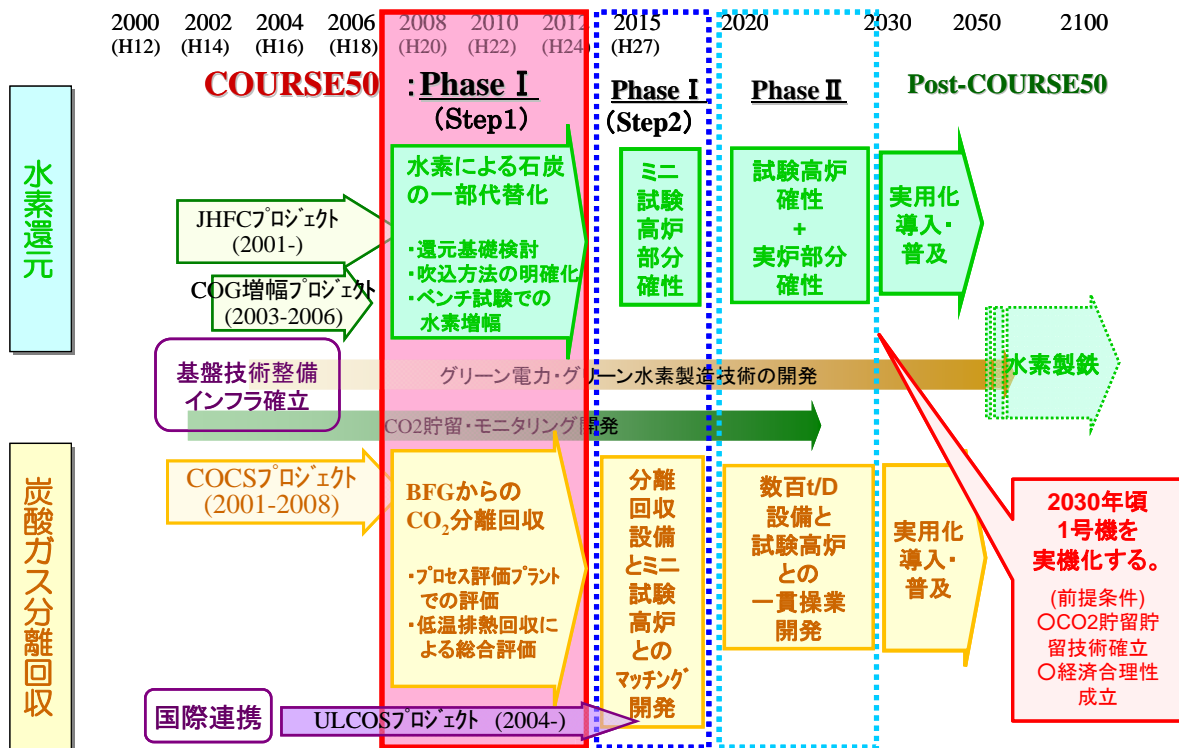 2000 2002 2004 2006 2008 2010 2012 2015 2020 2030 2050 2100
(H12) (H14) (H16) (H18) (H20) (H22) (H24) (H27)
COURSE50 :Phase Ⅰ Phase Ⅰ Phase Ⅱ Post-COURSE50
(Step1) (Step2)
水素還元
JHFCプロジェクト
(2001-)
COG増幅プロジェクト
(2003-2006)
水素による石炭
の一部代替化
・還元基礎検討
・吹込方法の明確化
・ベンチ試験での
水素増幅
ミニ
試験
高炉
部分
確性
試験高炉
確性
+
実炉部分
確性
実用化
導入・
普及
水素製鉄
基盤技術整備
インフラ確立
グリーン電力・グリーン水素製造技術の開発
CO2貯留・モニタリング開発
炭酸ガス分離回収
COCSプロジェクト
(2001-2008)
BFGからの
CO2分離回収
・プロセス評価プラント
での評価
・低温排熱回収に
よる総合評価
分離
回収
設備
とミニ
試験
高炉
との
マッチング
開発
数百t/D
設備と
試験高炉
との
一貫操業
開発
実用化
導入・
普及
2030年頃
1号機を
実機化する。
(前提条件)
○CO2貯留貯
留技術確立
○経済合理性
成立
国際連携
ULCOSプロジェクト (2004-)